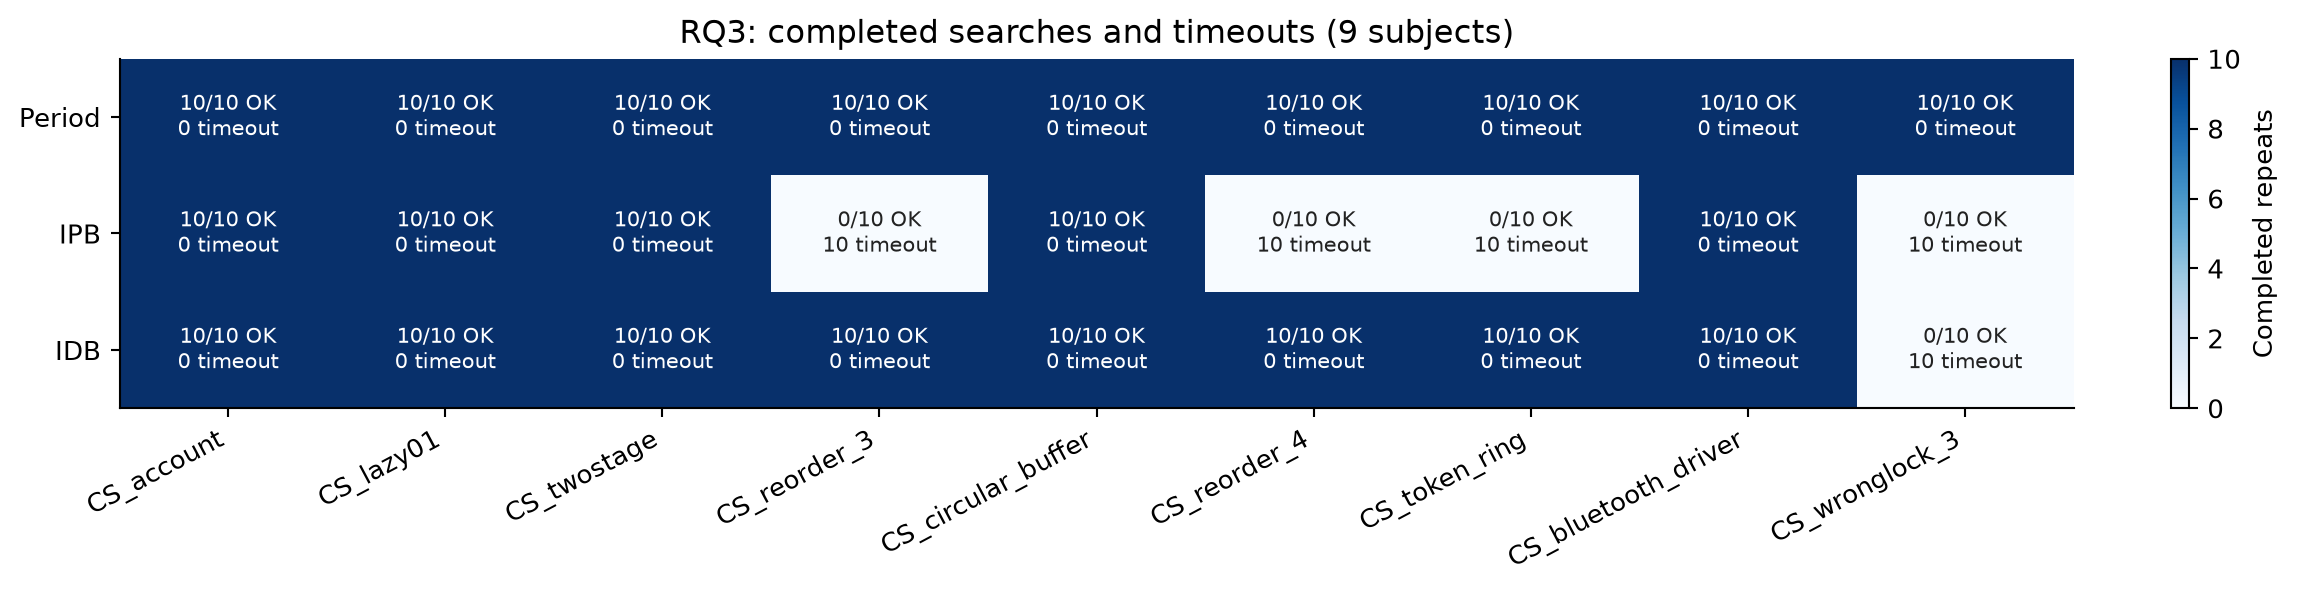 RQ3: completed searches and timeouts (9 subjects)
Period
10/10 OK
0 timeout
10/10 OK
0 timeout
10/10 OK
0 timeout
10/10 OK
0 timeout
10/10 OK
0 timeout
10/10 OK
0 timeout
10/10 OK
0 timeout
10/10 OK
0 timeout
10/10 OK
0 timeout
IPB
10/10 OK
0 timeout
10/10 OK
0 timeout
10/10 OK
0 timeout
0/10 OK
10 timeout
10/10 OK
0 timeout
0/10 OK
10 timeout
0/10 OK
10 timeout
10/10 OK
0 timeout
0/10 OK
10 timeout
IDB
10/10 OK
0 timeout
10/10 OK
0 timeout
10/10 OK
0 timeout
10/10 OK
0 timeout
10/10 OK
0 timeout
10/10 OK
0 timeout
10/10 OK
0 timeout
10/10 OK
0 timeout
0/10 OK
10 timeout
CS_account
CS_lazy01
CS_twostage
CS_reorder_3
CS_circular_buffer
CS_reorder_4
CS_token_ring
CS_bluetooth_driver
CS_wronglock_3
10
8
6
4
2
0
Completed repeats